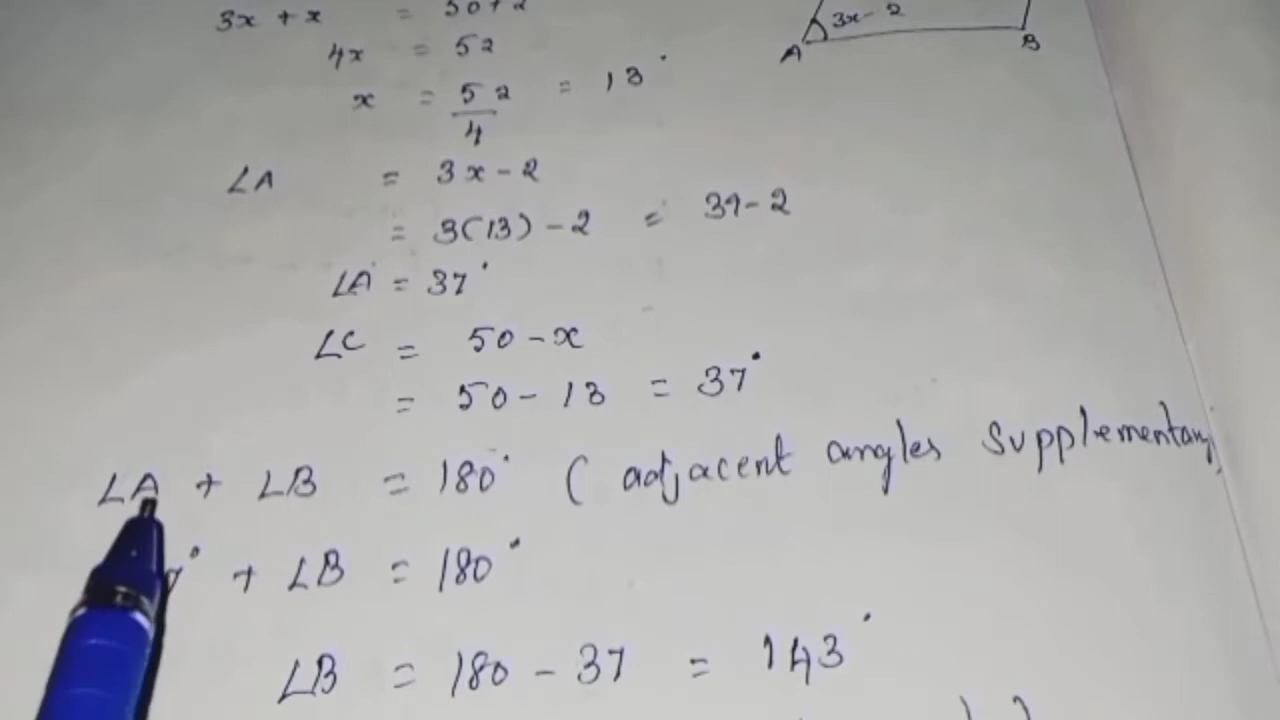 3x + x = 50+2
3x - 2
A B
4x = 52
x = 52/4 = 13°
∠A = 3x - 2
= 3(13) - 2 = 39 - 2
∠A = 37°
∠C = 50 - x
= 50 - 13 = 37°
∠A + ∠B = 180° ( adjacent angles supplementary
7° + ∠B = 180°
∠B = 180 - 37 = 143°